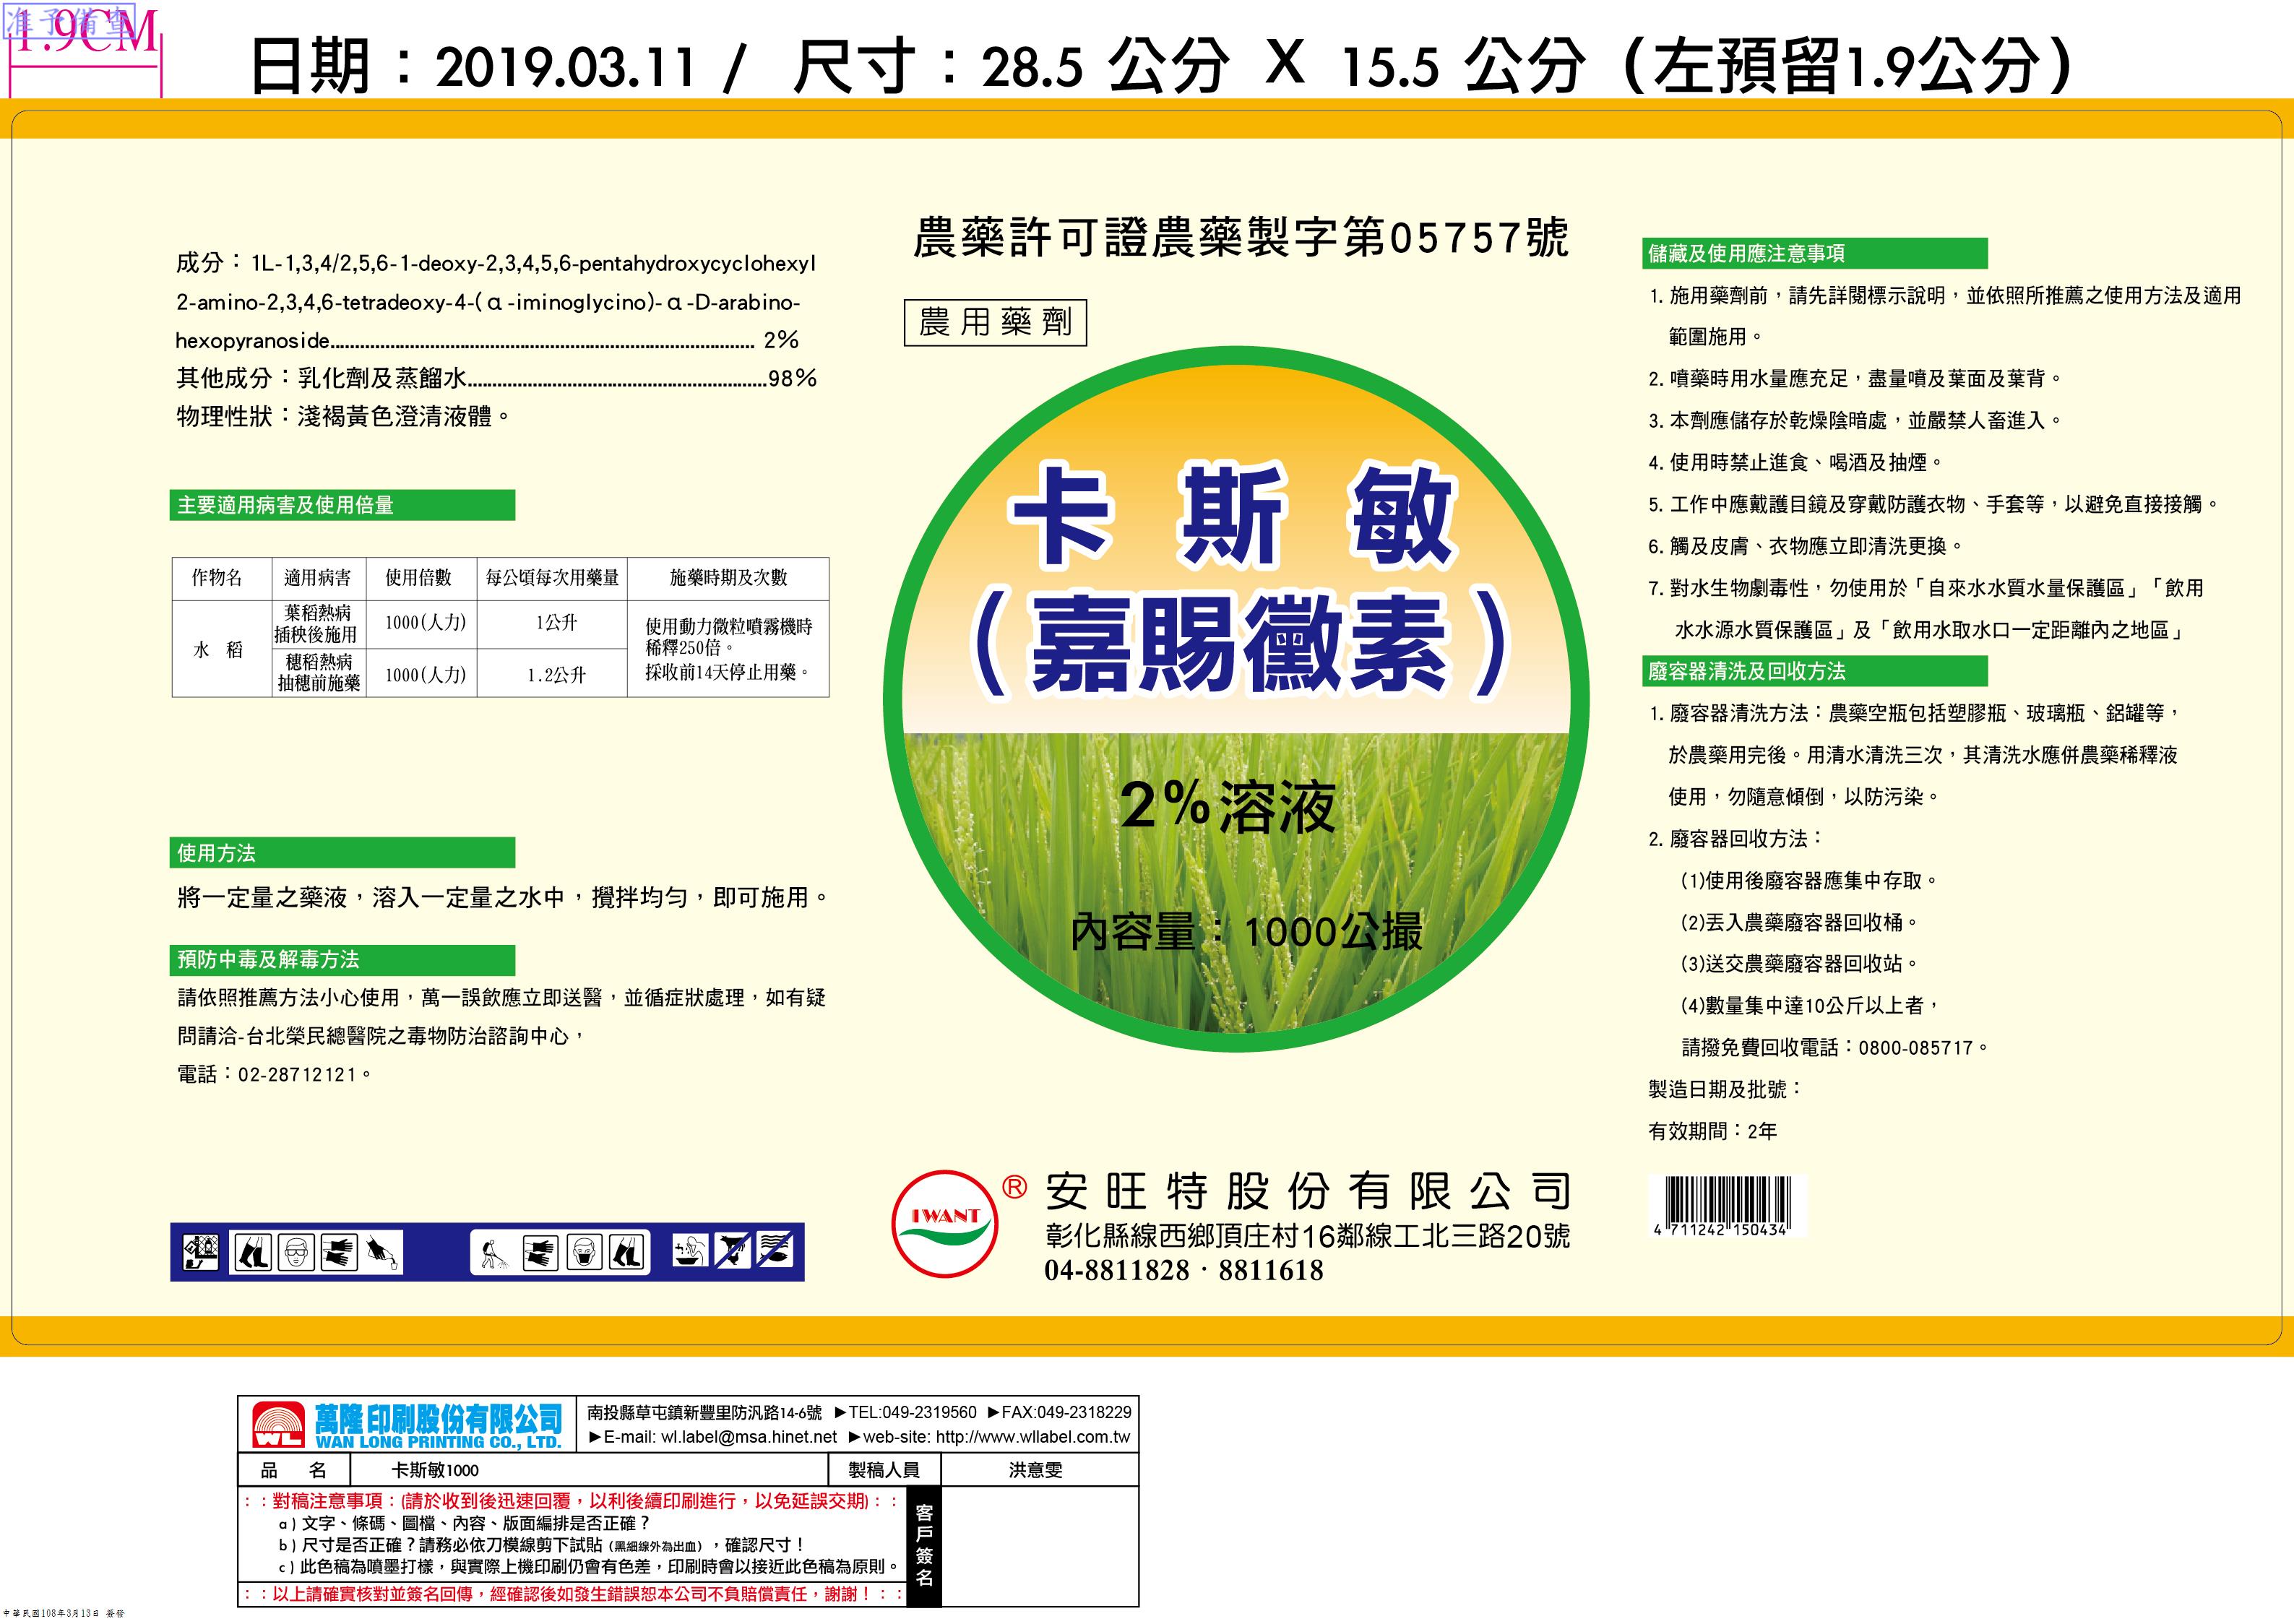 准予備查
1.9CM
日期：2019.03.11 / 尺寸：28.5 公分 X 15.5 公分（左預留1.9公分）
成分：1L-1,3,4/2,5,6-1-deoxy-2,3,4,5,6-pentahydroxycyclohexyl
2-amino-2,3,4,6-tetradeoxy-4-(α-iminoglycino)-α-D-arabino-
hexopyranoside........ 2%
其他成分：乳化劑及蒸餾水........98%
物理性狀：淺褐黃色澄清液體。
主要適用病害及使用倍量
作物名 適用病害 使用倍數 每公頃每次用藥量 施藥時期及次數
水 稻
葉稻熱病
插秧後施用
1000(人力) 1公升
穗稻熱病
抽穗前施藥
1000(人力) 1.2公升
使用動力微粒噴霧機時
稀釋250倍。
採收前14天停止用藥。
使用方法
將一定量之藥液，溶入一定量之水中，攪拌均勻，即可施用。
預防中毒及解毒方法
請依照推薦方法小心使用，萬一誤飲應立即送醫，並循症狀處理，如有疑
問請洽-台北榮民總醫院之毒物防治諮詢中心，
電話：02-28712121。
農藥許可證農藥製字第05757號
農用藥劑
卡斯敏
（嘉賜黴素）
2%溶液
內容量：1000公撮
IWANT
® 安旺特股份有限公司
彰化縣線西鄉頂庄村16鄰線工北三路20號
04-8811828．8811618
儲藏及使用應注意事項
1. 施用藥劑前，請先詳閱標示說明，並依照所推薦之使用方法及適用
範圍施用。
2. 噴藥時用水量應充足，盡量噴及葉面及葉背。
3. 本劑應儲存於乾燥陰暗處，並嚴禁人畜進入。
4. 使用時禁止進食、喝酒及抽煙。
5. 工作中應戴護目鏡及穿戴防護衣物、手套等，以避免直接接觸。
6. 觸及皮膚、衣物應立即清洗更換。
7. 對水生物劇毒性，勿使用於「自來水水質水量保護區」「飲用
水水源水質保護區」及「飲用水取水口一定距離內之地區」
廢容器清洗及回收方法
1. 廢容器清洗方法：農藥空瓶包括塑膠瓶、玻璃瓶、鋁罐等，
於農藥用完後。用清水清洗三次，其清洗水應併農藥稀釋液
使用，勿隨意傾倒，以防污染。
2. 廢容器回收方法：
(1)使用後廢容器應集中存取。
(2)丟入農藥廢容器回收桶。
(3)送交農藥廢容器回收站。
(4)數量集中達10公斤以上者，
請撥免費回收電話：0800-085717。
製造日期及批號：
有效期間：2年
4 711242 150434
WL
萬隆印刷股份有限公司
WAN LONG PRINTING CO., LTD.
南投縣草屯鎮新豐里防汛路14-6號 ►TEL:049-2319560 ►FAX:049-2318229
►E-mail: wl.label@msa.hinet.net ►web-site: http://www.wllabel.com.tw
品 名 卡斯敏1000 製稿人員 洪意雯
：：對稿注意事項：(請於收到後迅速回覆，以利後續印刷進行，以免延誤交期)：：
a）文字、條碼、圖檔、內容、版面編排是否正確？
b）尺寸是否正確？請務必依刀模線剪下試貼（黑細線外為出血），確認尺寸！
c）此色稿為噴墨打樣，與實際上機印刷仍會有色差，印刷時會以接近此色稿為原則。
：：以上請確實核對並簽名回傳，經確認後如發生錯誤恕本公司不負賠償責任，謝謝！：：
客戶簽名
中華民國108年3月13日 簽發